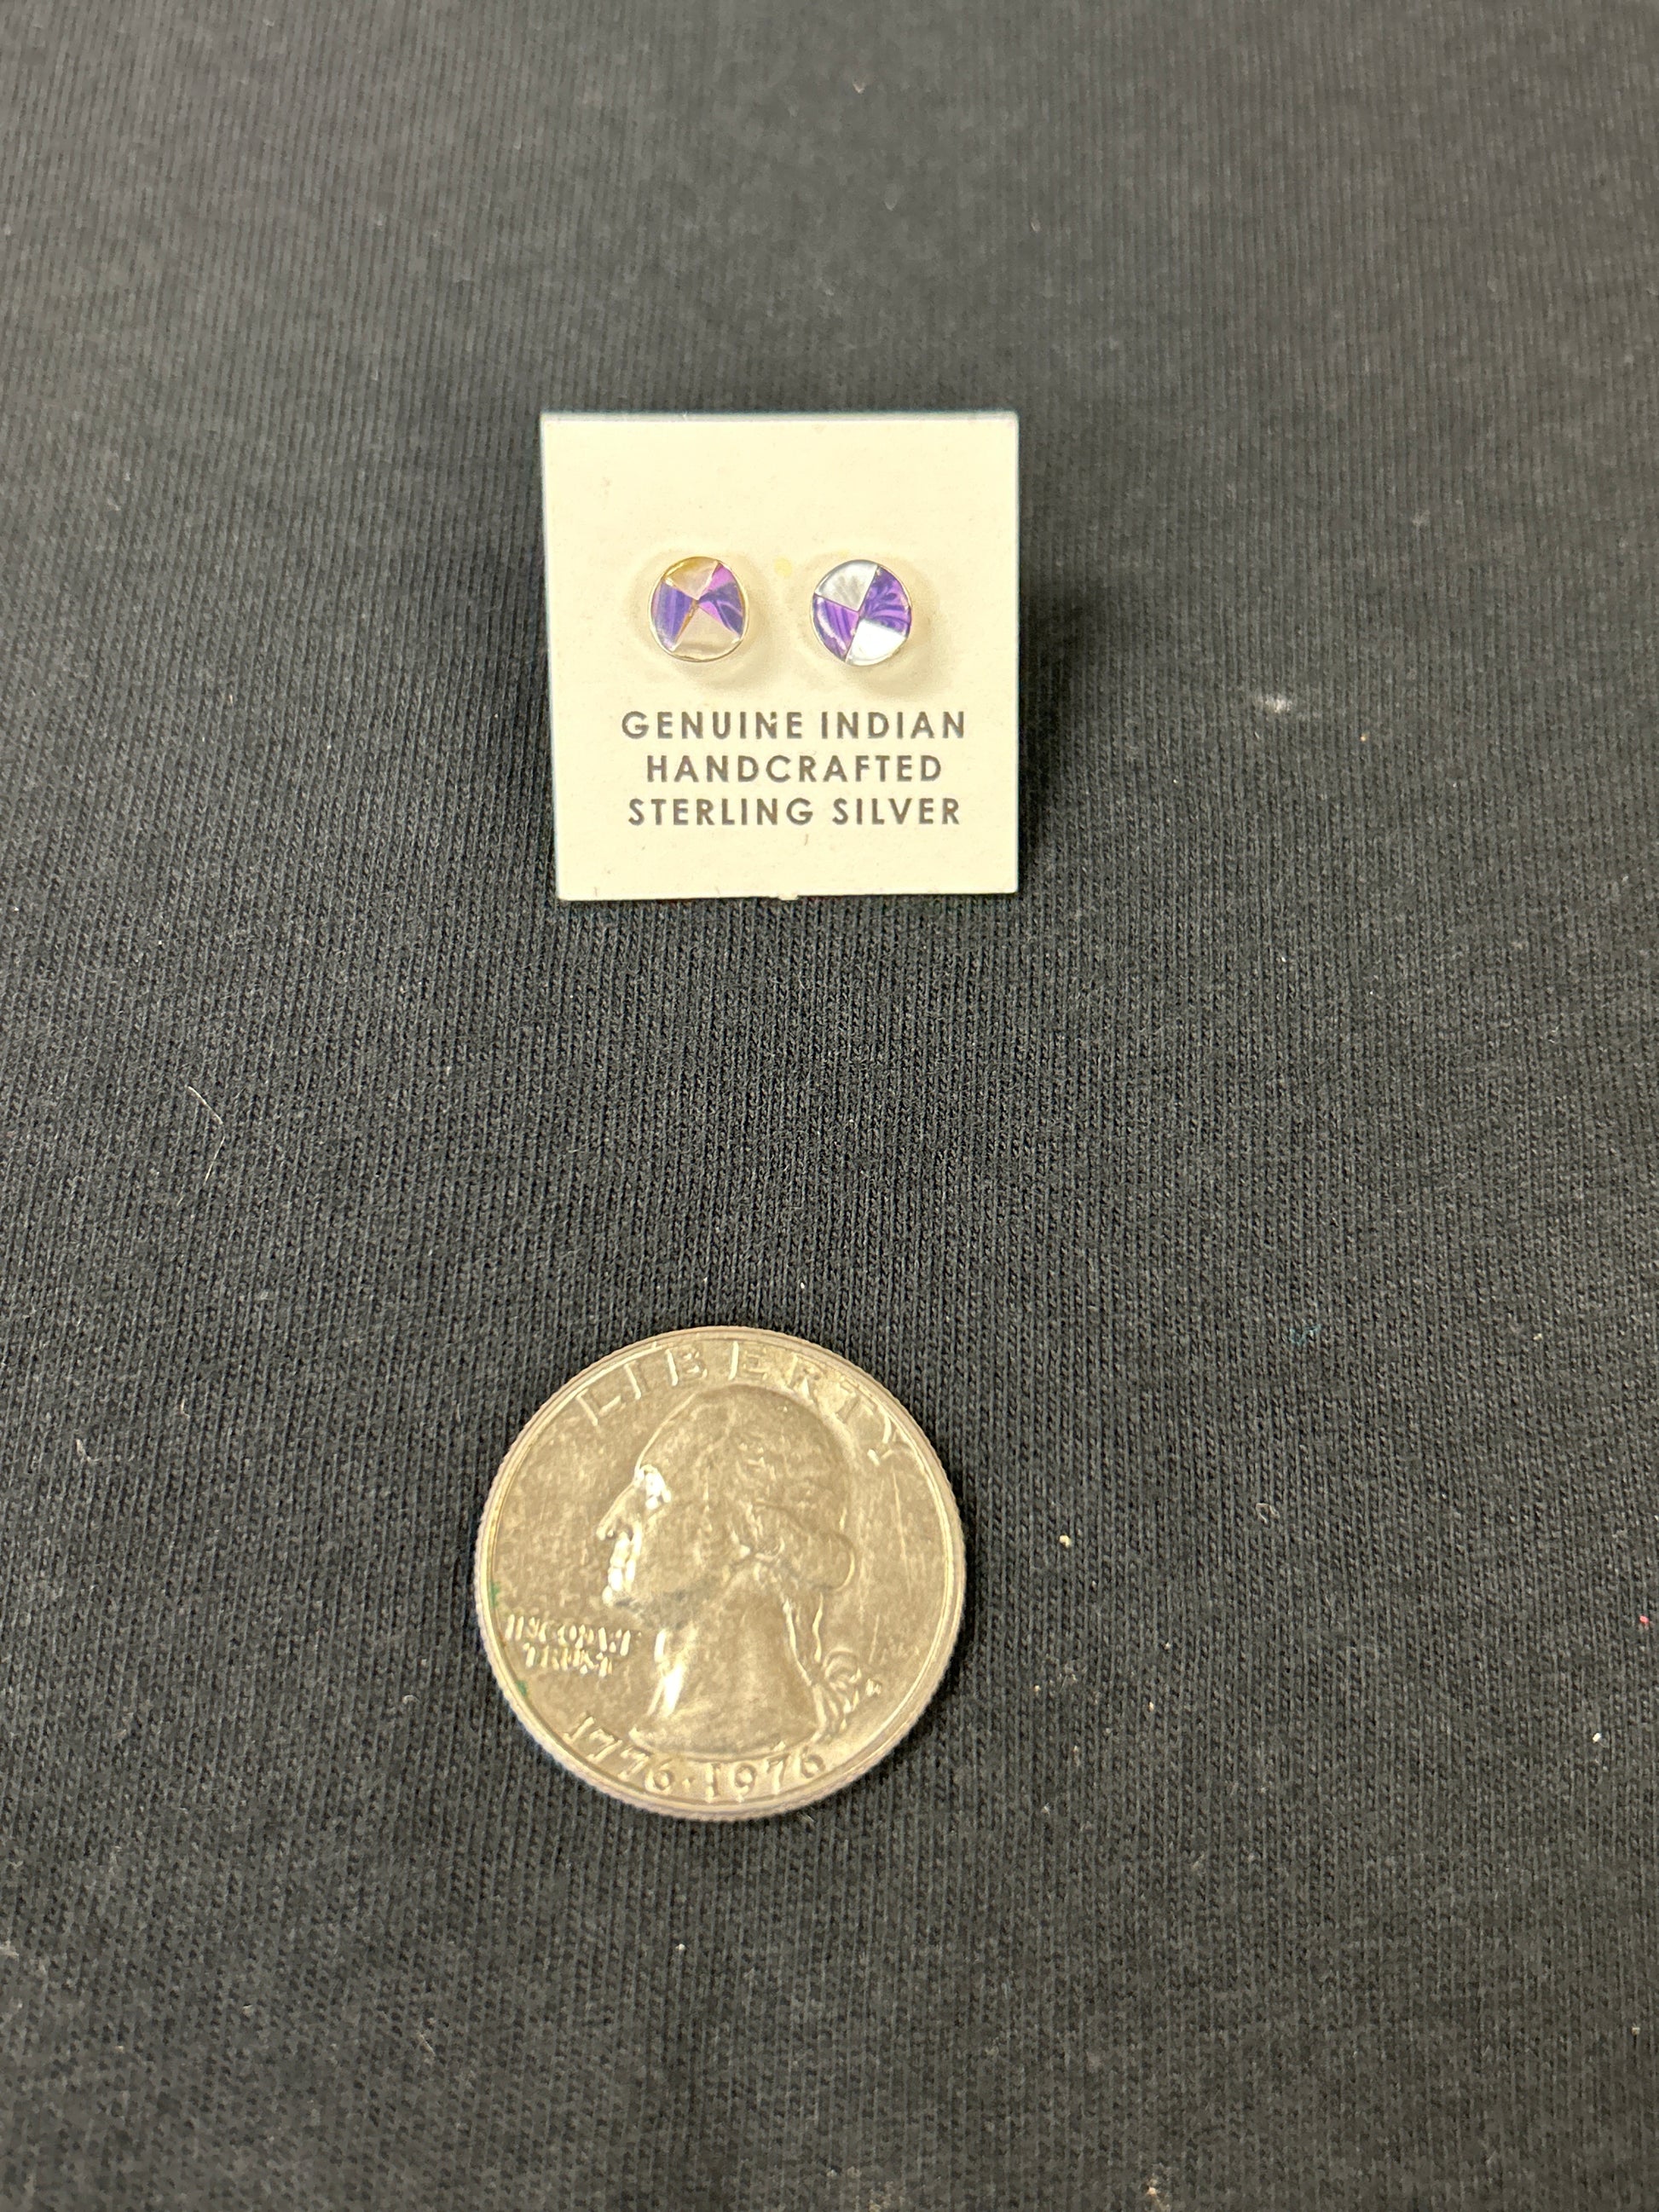 GENUINE INDIAN
HANDCRAFTED
STERLING SILVER
LIBERTY
IN GOD WE
TRUST
1776·1976